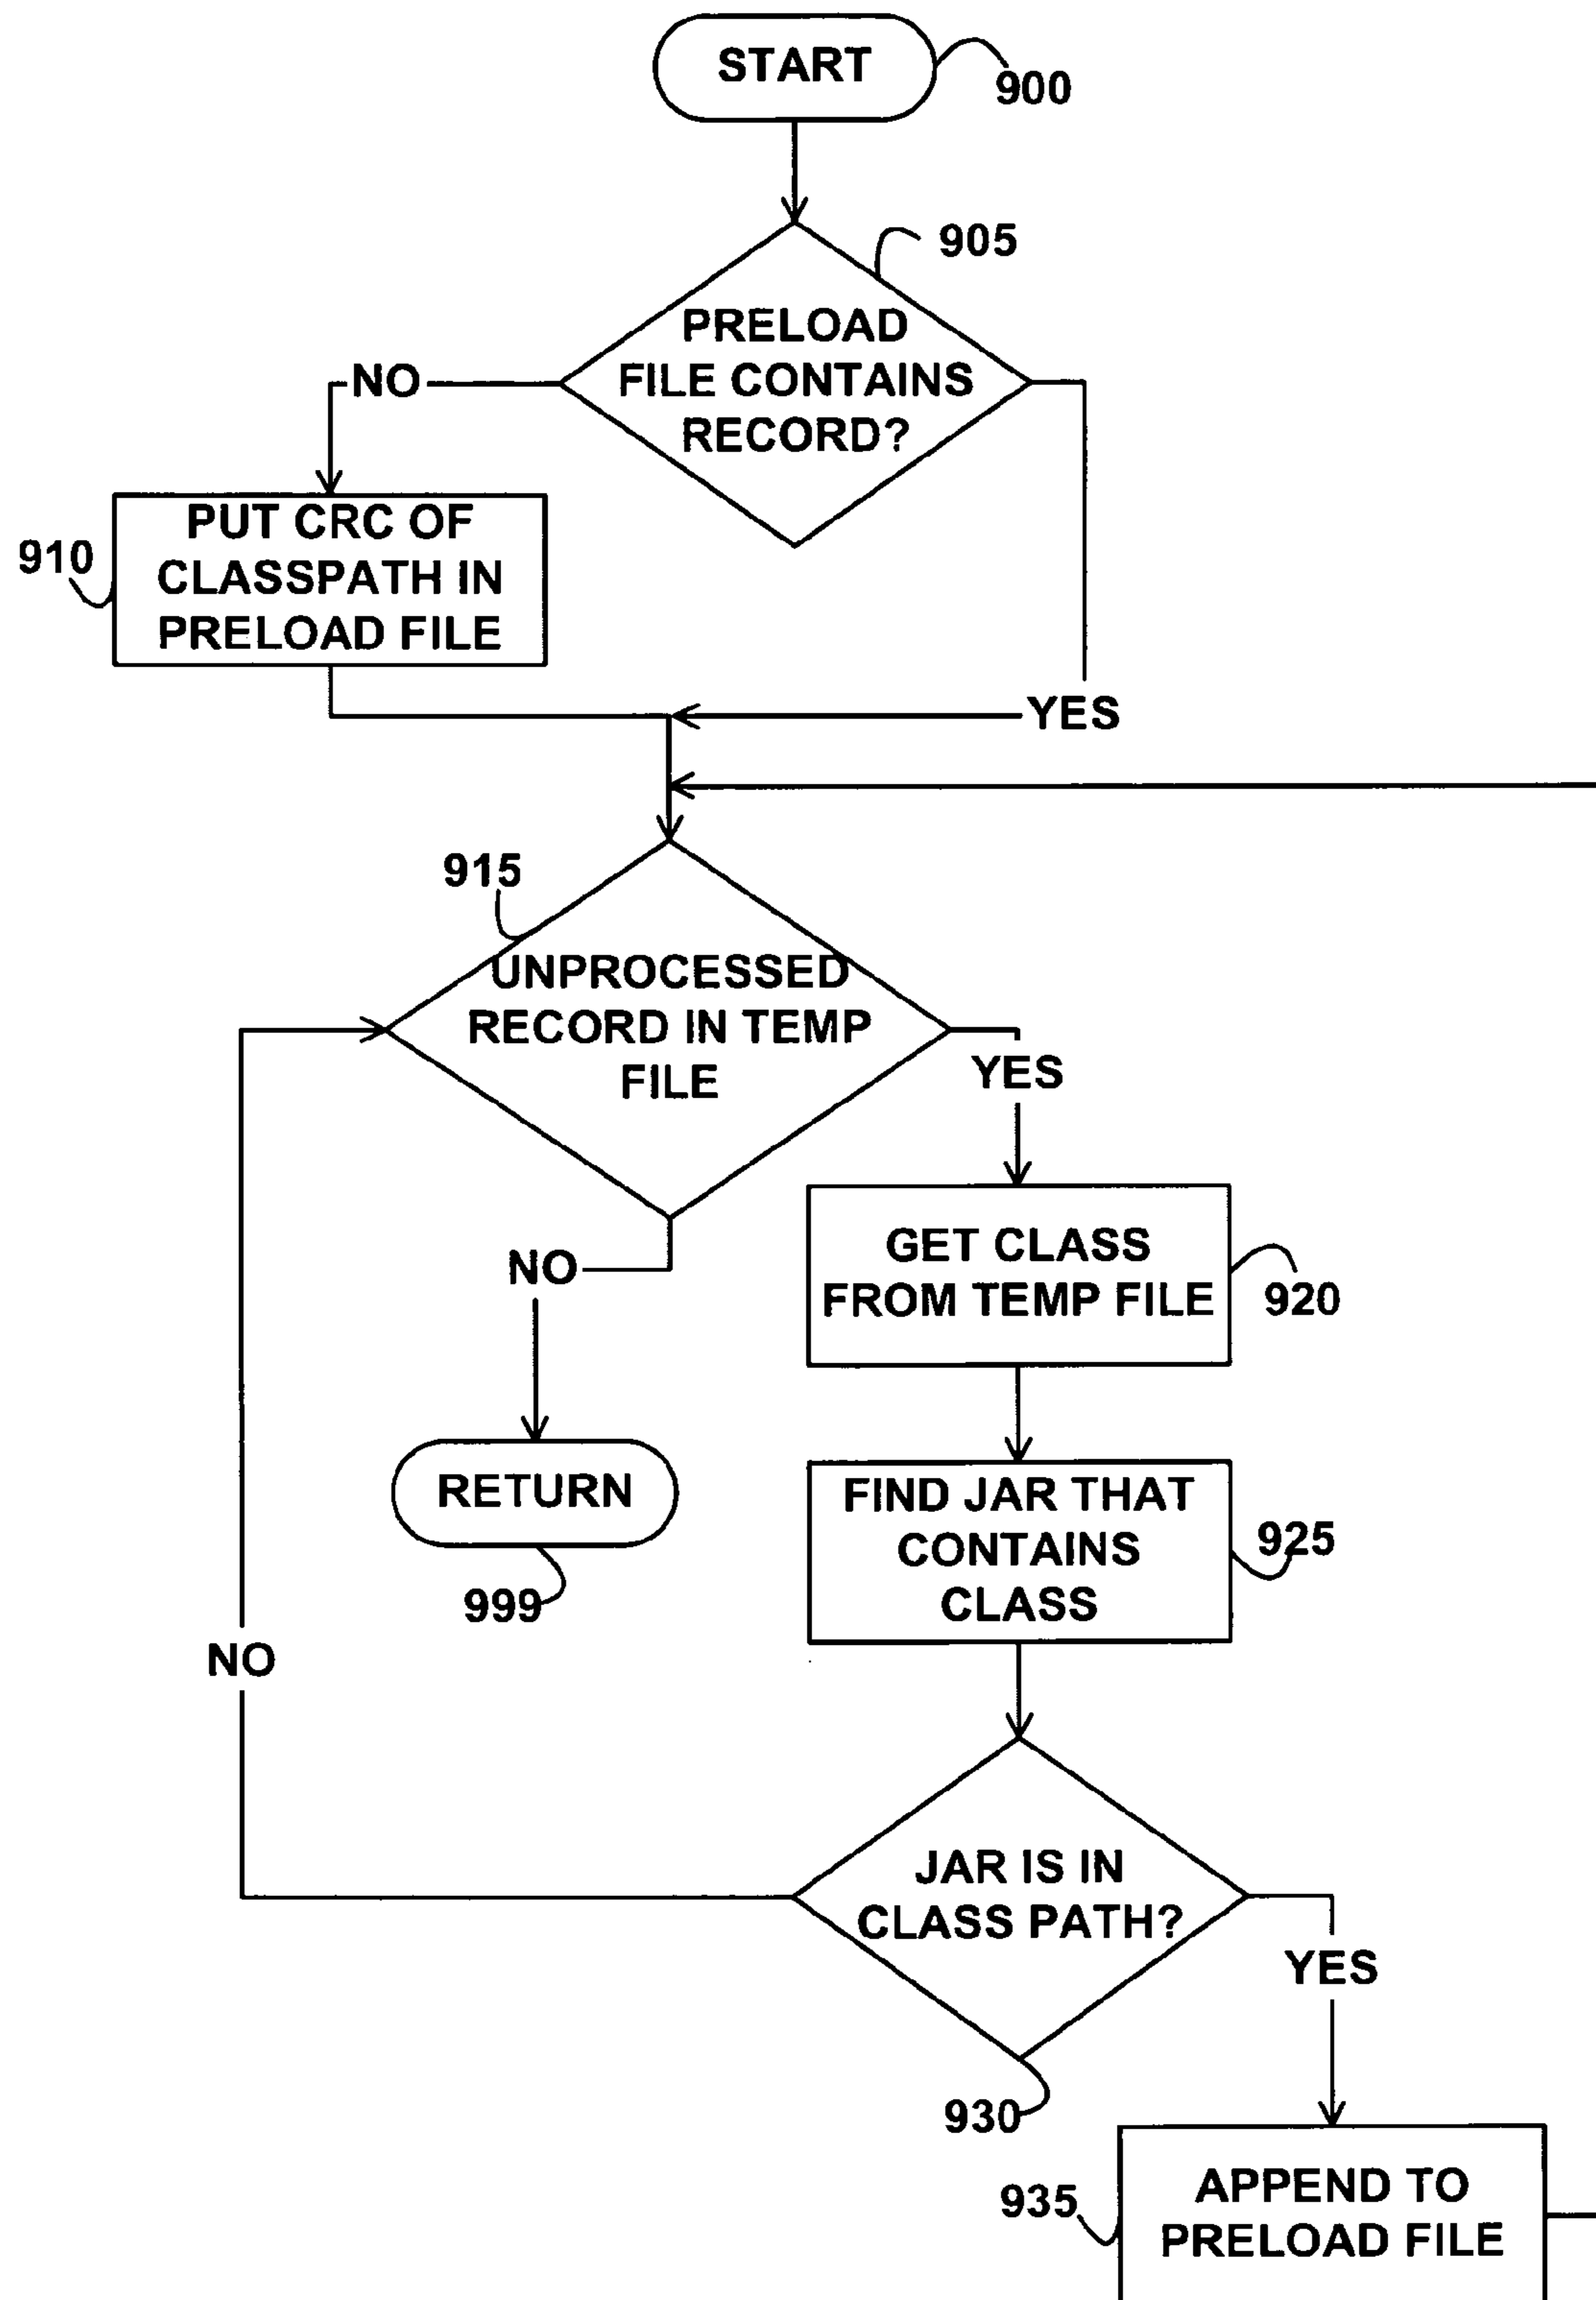 START
900
905
PRELOAD
FILE CONTAINS
RECORD?
NO
PUT CRC OF
CLASSPATH IN
PRELOAD FILE
910
YES
915
UNPROCESSED
RECORD IN TEMP
FILE
YES
NO
GET CLASS
FROM TEMP FILE
920
RETURN
999
FIND JAR THAT
CONTAINS
CLASS
925
NO
JAR IS IN
CLASS PATH?
YES
930
935
APPEND TO
PRELOAD FILE